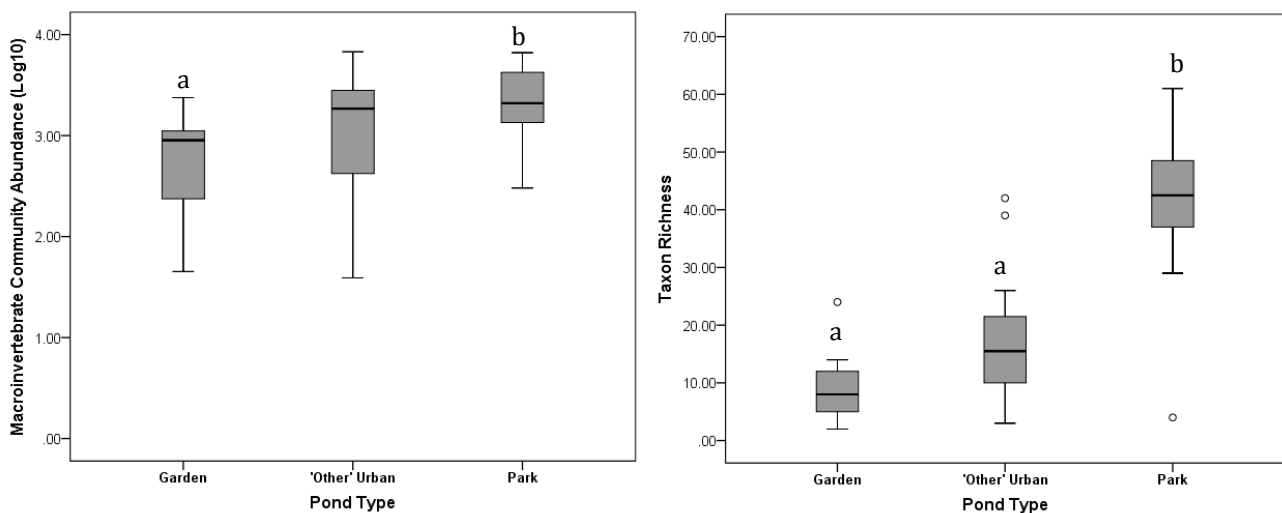 Macroinvertebrate Community Abundance (Log10)
4.00
3.00
2.00
1.00
.00
a
b
Garden
'Other' Urban
Park
Pond Type
Taxon Richness
70.00
60.00
50.00
40.00
30.00
20.00
10.00
.00
a
a
b
Garden
'Other' Urban
Park
Pond Type